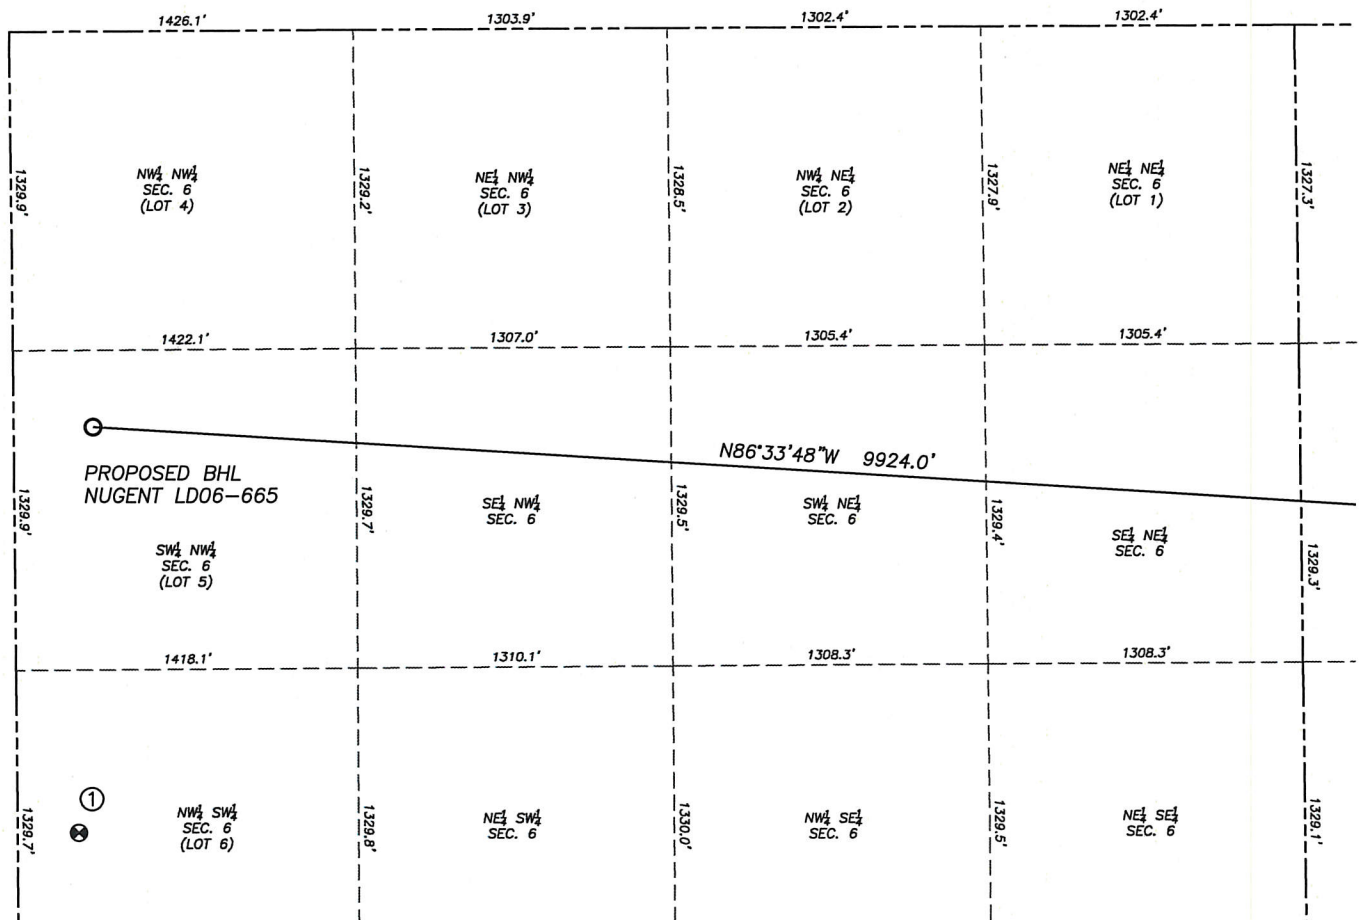 1426.1' 1303.9' 1302.4' 1302.4'
1329.9' 1329.2' 1328.5' 1327.9' 1327.3'
NW¼ NW¼
SEC. 6
(LOT 4)
NE¼ NW¼
SEC. 6
(LOT 3)
NW¼ NE¼
SEC. 6
(LOT 2)
NE¼ NE¼
SEC. 6
(LOT 1)
1422.1' 1307.0' 1305.4' 1305.4'
N86°33'48"W 9924.0'
PROPOSED BHL
NUGENT LD06-665
1329.9' 1329.7' 1329.5' 1329.4' 1329.3'
SW¼ NW¼
SEC. 6
(LOT 5)
SE¼ NW¼
SEC. 6
SW¼ NE¼
SEC. 6
SE¼ NE¼
SEC. 6
1418.1' 1310.1' 1308.3' 1308.3'
1
1329.7' 1329.8' 1330.0' 1329.5' 1329.1'
NW¼ SW¼
SEC. 6
(LOT 6)
NE¼ SW¼
SEC. 6
NW¼ SE¼
SEC. 6
NE¼ SE¼
SEC. 6